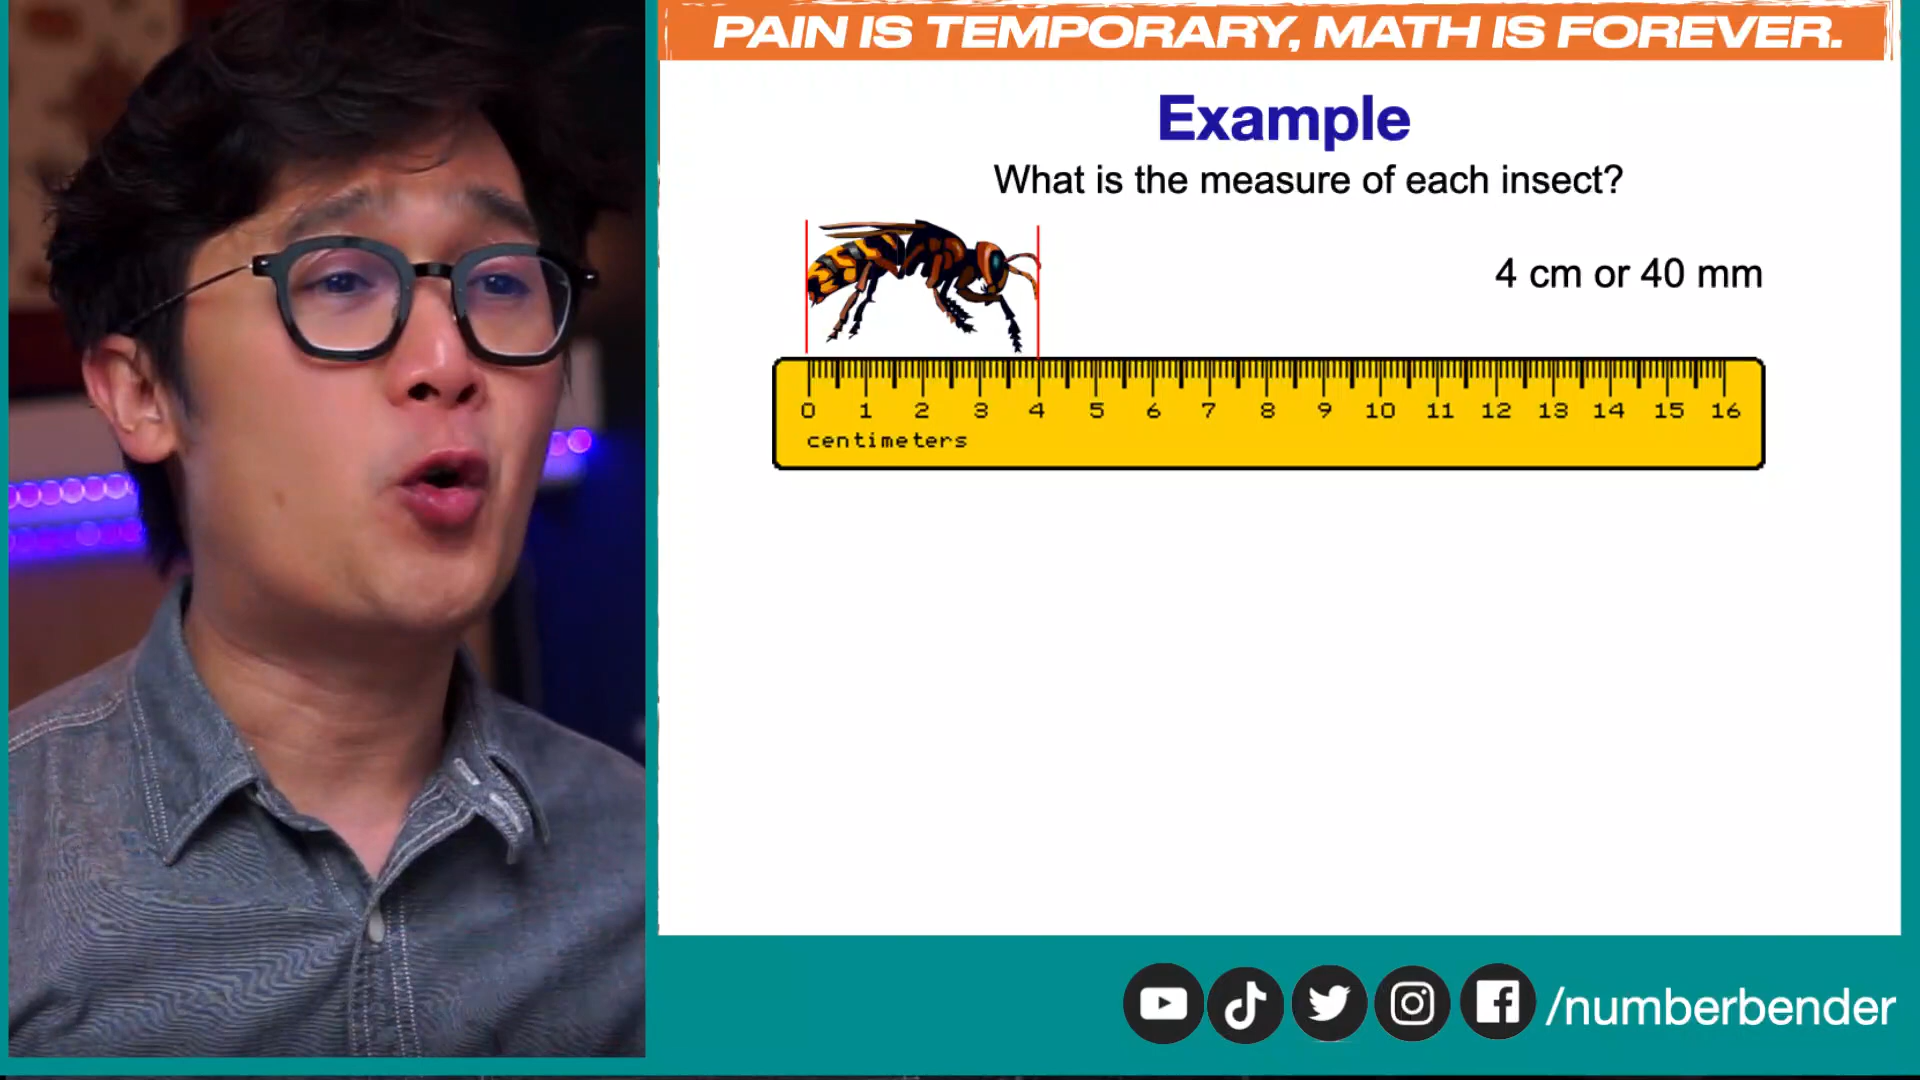 PAIN IS TEMPORARY, MATH IS FOREVER.
Example
What is the measure of each insect?
4 cm or 40 mm
0 1 2 3 4 5 6 7 8 9 10 11 12 13 14 15 16
centimeters
/numberbender